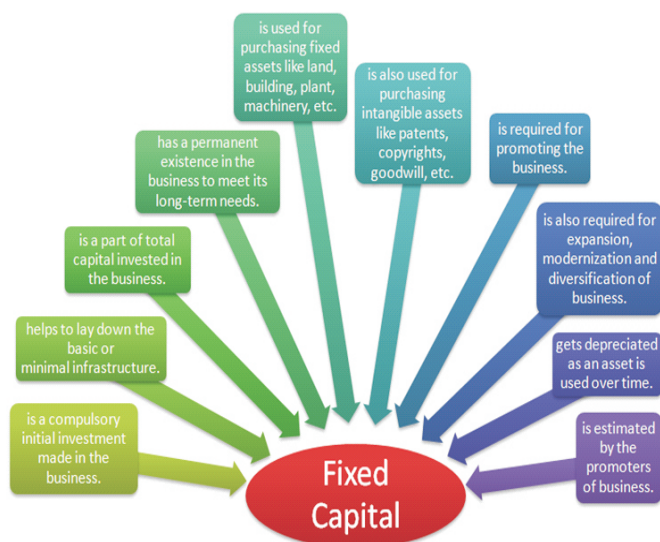 is a compulsory
initial investment
made in the
business.
helps to lay down the
basic or
minimal infrastructure.
is a part of total
capital invested in
the business.
has a permanent
existence in the
business to meet its
long-term needs.
is used for
purchasing fixed
assets like land,
building, plant,
machinery, etc.
is also used for
purchasing
intangible assets
like patents,
copyrights,
goodwill, etc.
is required for
promoting the
business.
is also required for
expansion,
modernization and
diversification of
business.
gets depreciated
as an asset is
used over time.
is estimated
by the
promoters
of business.
Fixed
Capital